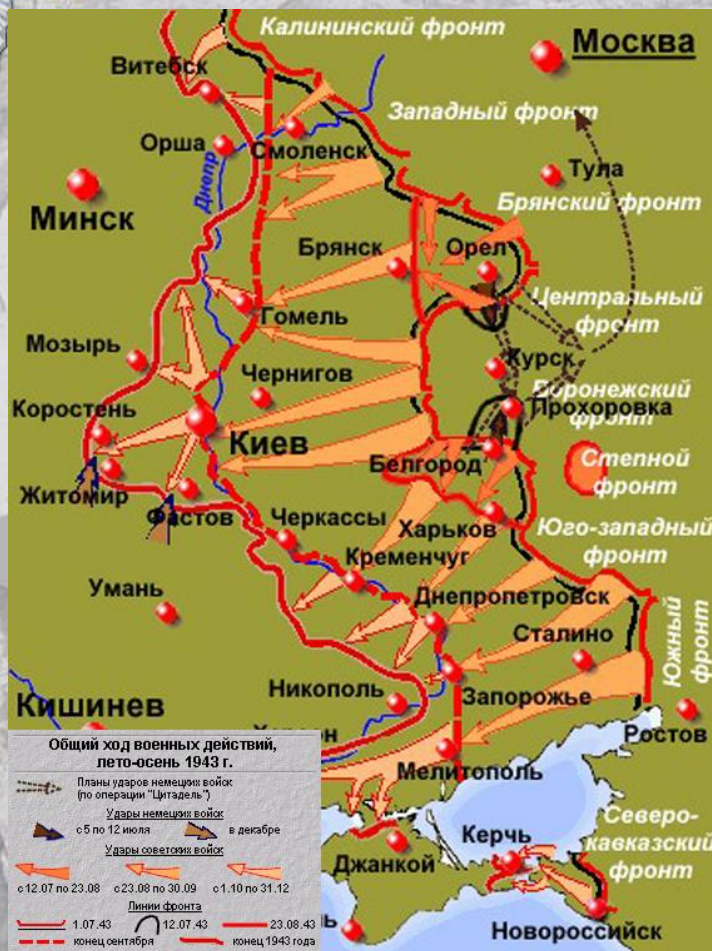 Калининский фронт
Москва
Витебск
Западный фронт
Орша
Смоленск
Днепр
Тула
Минск
Брянский фронт
Брянск
Орел
Центральный
фронт
Гомель
Мозырь
Курск
Чернигов
Воронежский
фронт
Прохоровка
Коростень
Киев
Белгород
Степной
фронт
Житомир
Фастов
Черкассы
Харьков
Юго-западный
фронт
Кременчуг
Умань
Днепропетровск
Сталино
Южный
фронт
Никополь
Запорожье
Кишинев
Ростов
Мелитополь
Северо-
кавказский
фронт
Керчь
Джанкой
Новороссийск
Общий ход военных действий,
лето-осень 1943 г.
Планы ударов немецких войск
(по операции "Цитадель")
Удары немецких войск
с 5 по 12 июля
в декабре
Удары советских войск
с 12.07 по 23.08
с 23.08 по 30.09
с 1.10 по 31.12
Линии фронта
1.07.43
12.07.43
23.08.43
конец сентября
конец 1943 года